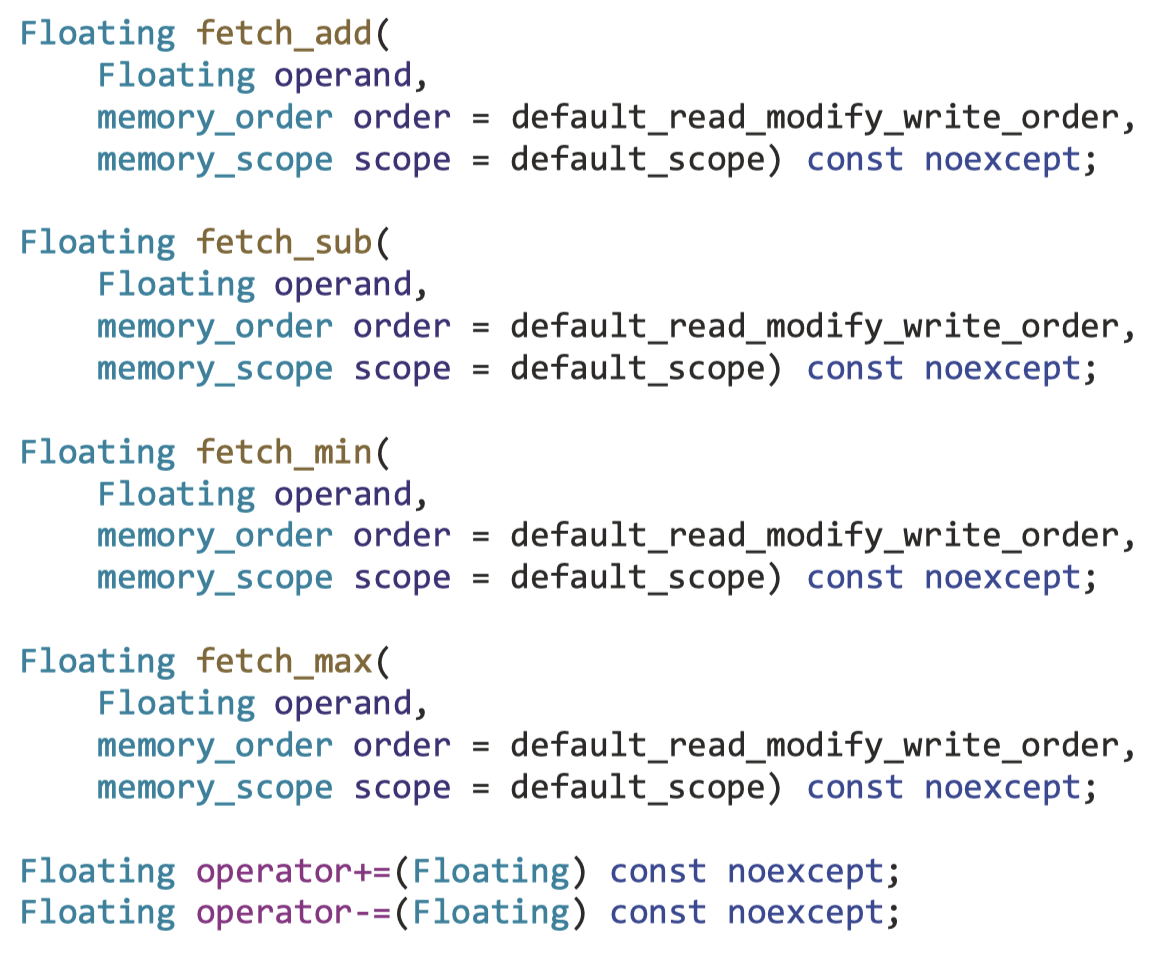 Floating fetch_add(
    Floating operand,
    memory_order order = default_read_modify_write_order,
    memory_scope scope = default_scope) const noexcept;

Floating fetch_sub(
    Floating operand,
    memory_order order = default_read_modify_write_order,
    memory_scope scope = default_scope) const noexcept;

Floating fetch_min(
    Floating operand,
    memory_order order = default_read_modify_write_order,
    memory_scope scope = default_scope) const noexcept;

Floating fetch_max(
    Floating operand,
    memory_order order = default_read_modify_write_order,
    memory_scope scope = default_scope) const noexcept;

Floating operator+=(Floating) const noexcept;
Floating operator-=(Floating) const noexcept;